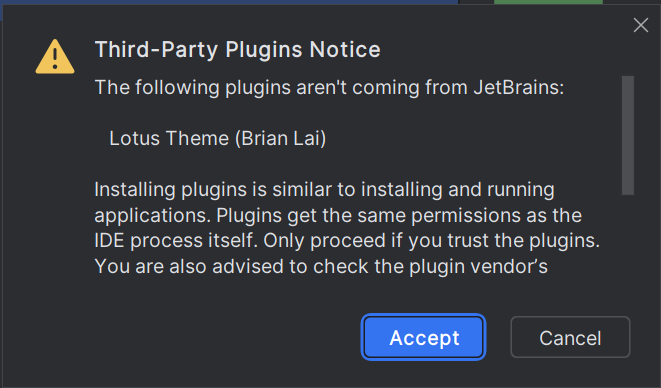 Third-Party Plugins Notice
The following plugins aren't coming from JetBrains:
Lotus Theme (Brian Lai)
Installing plugins is similar to installing and running
applications. Plugins get the same permissions as the
IDE process itself. Only proceed if you trust the plugins.
You are also advised to check the plugin vendor’s
Accept
Cancel